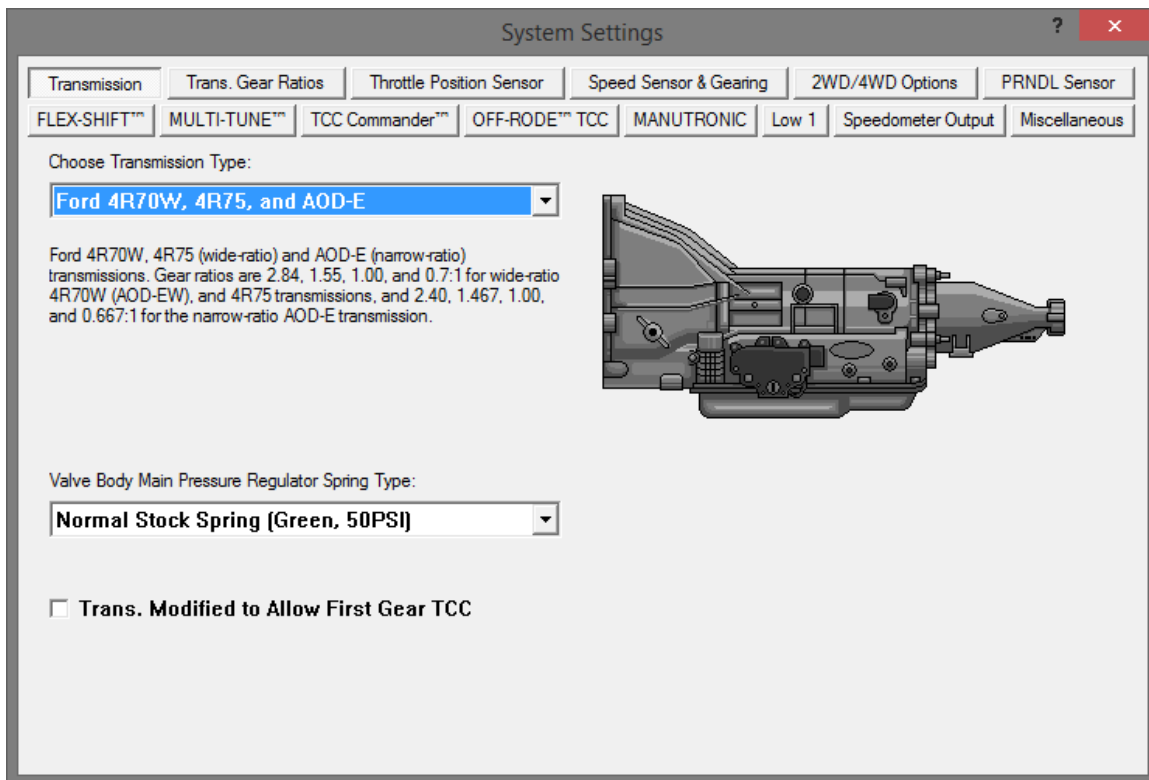 System Settings
?
×
Transmission
Trans. Gear Ratios
Throttle Position Sensor
Speed Sensor & Gearing
2WD/4WD Options
PRNDL Sensor
FLEX-SHIFT™
MULTI-TUNE™
TCC Commander™
OFF-RODE™ TCC
MANUTRONIC
Low 1
Speedometer Output
Miscellaneous
Choose Transmission Type:
Ford 4R70W, 4R75, and AOD-E
Ford 4R70W, 4R75 (wide-ratio) and AOD-E (narrow-ratio)
transmissions. Gear ratios are 2.84, 1.55, 1.00, and 0.7:1 for wide-ratio
4R70W (AOD-EW), and 4R75 transmissions, and 2.40, 1.467, 1.00,
and 0.667:1 for the narrow-ratio AOD-E transmission.
Valve Body Main Pressure Regulator Spring Type:
Normal Stock Spring (Green, 50PSI)
Trans. Modified to Allow First Gear TCC